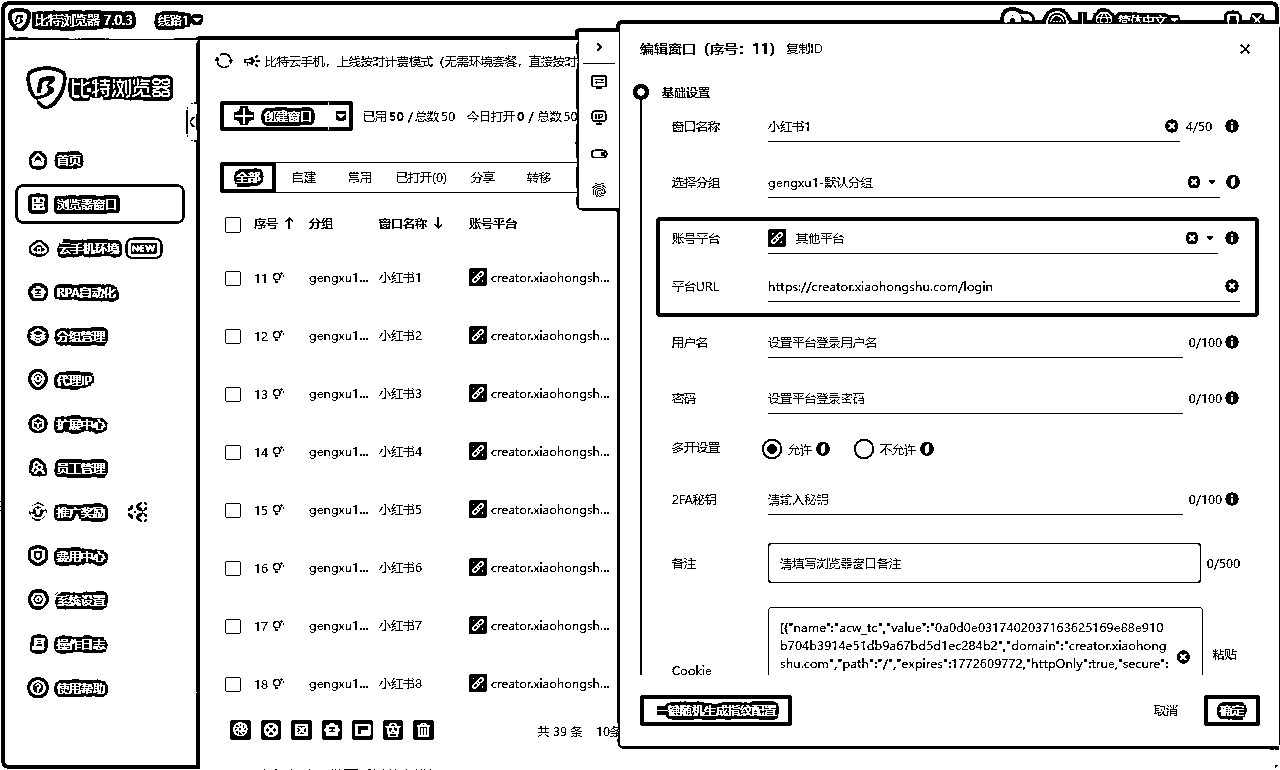 比特浏览器 7.0.3 线路1 简体中文
比特浏览器
首页
浏览器窗口
云手机环境 NEW
RPA自动化
分组管理
代理IP
扩展中心
员工管理
推广奖励
费用中心
系统设置
操作日志
使用帮助
比特云手机，上线按时计费模式（无需环境套餐，直接按时
创建窗口 已用 50 / 总数 50 今日打开 0 / 总数 50
全部 自建 常用 已打开(0) 分享 转移
序号 分组 窗口名称 账号平台
11 gengxu1... 小红书1 creator.xiaohongsh...
12 gengxu1... 小红书2 creator.xiaohongsh...
13 gengxu1... 小红书3 creator.xiaohongsh...
14 gengxu1... 小红书4 creator.xiaohongsh...
15 gengxu1... 小红书5 creator.xiaohongsh...
16 gengxu1... 小红书6 creator.xiaohongsh...
17 gengxu1... 小红书7 creator.xiaohongsh...
18 gengxu1... 小红书8 creator.xiaohongsh...
共 39 条 10条
编辑窗口（序号：11） 复制ID
基础设置
窗口名称 小红书1 4/50
选择分组 gengxu1-默认分组
账号平台 其他平台
平台URL https://creator.xiaohongshu.com/login
用户名 设置平台登录用户名 0/100
密码 设置平台登录密码 0/100
多开设置 允许 不允许
2FA秘钥 请输入秘钥 0/100
备注 请填写浏览器窗口备注 0/500
[{"name":"acw_tc","value":"0a0d0e0317402037163625169e88e910
b704b3914e51db9a67bd5d1ec284b2","domain":"creator.xiaohong
shu.com","path":"/","expires":1772609772,"httpOnly":true,"secure":
Cookie 粘贴
一键随机生成指纹配置 取消 确定